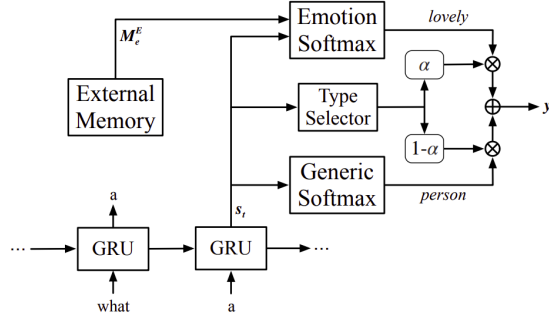 Emotion
Softmax
lovely
M_e^E
α
External
Memory
Type
Selector
y
1-α
Generic
Softmax
person
a
s_t
...
GRU
GRU
...
what
a